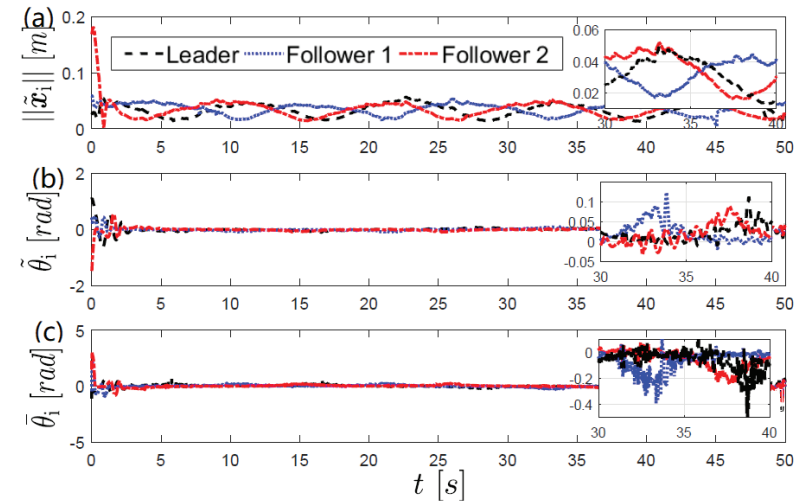 (a)
||x̃ᵢ|| [m]
0.2
0.1
0
Leader Follower 1 Follower 2
0.06
0.04
0.02
30 35 40
0 5 10 15 20 25 30 35 40 45 50
(b)
θ̃ᵢ [rad]
2
0
-2
0.1
0.05
0
-0.05
30 35 40
0 5 10 15 20 25 30 35 40 45 50
(c)
θ̄ᵢ [rad]
5
0
-5
0
-0.2
-0.4
30 35 40
0 5 10 15 20 25 30 35 40 45 50
t [s]